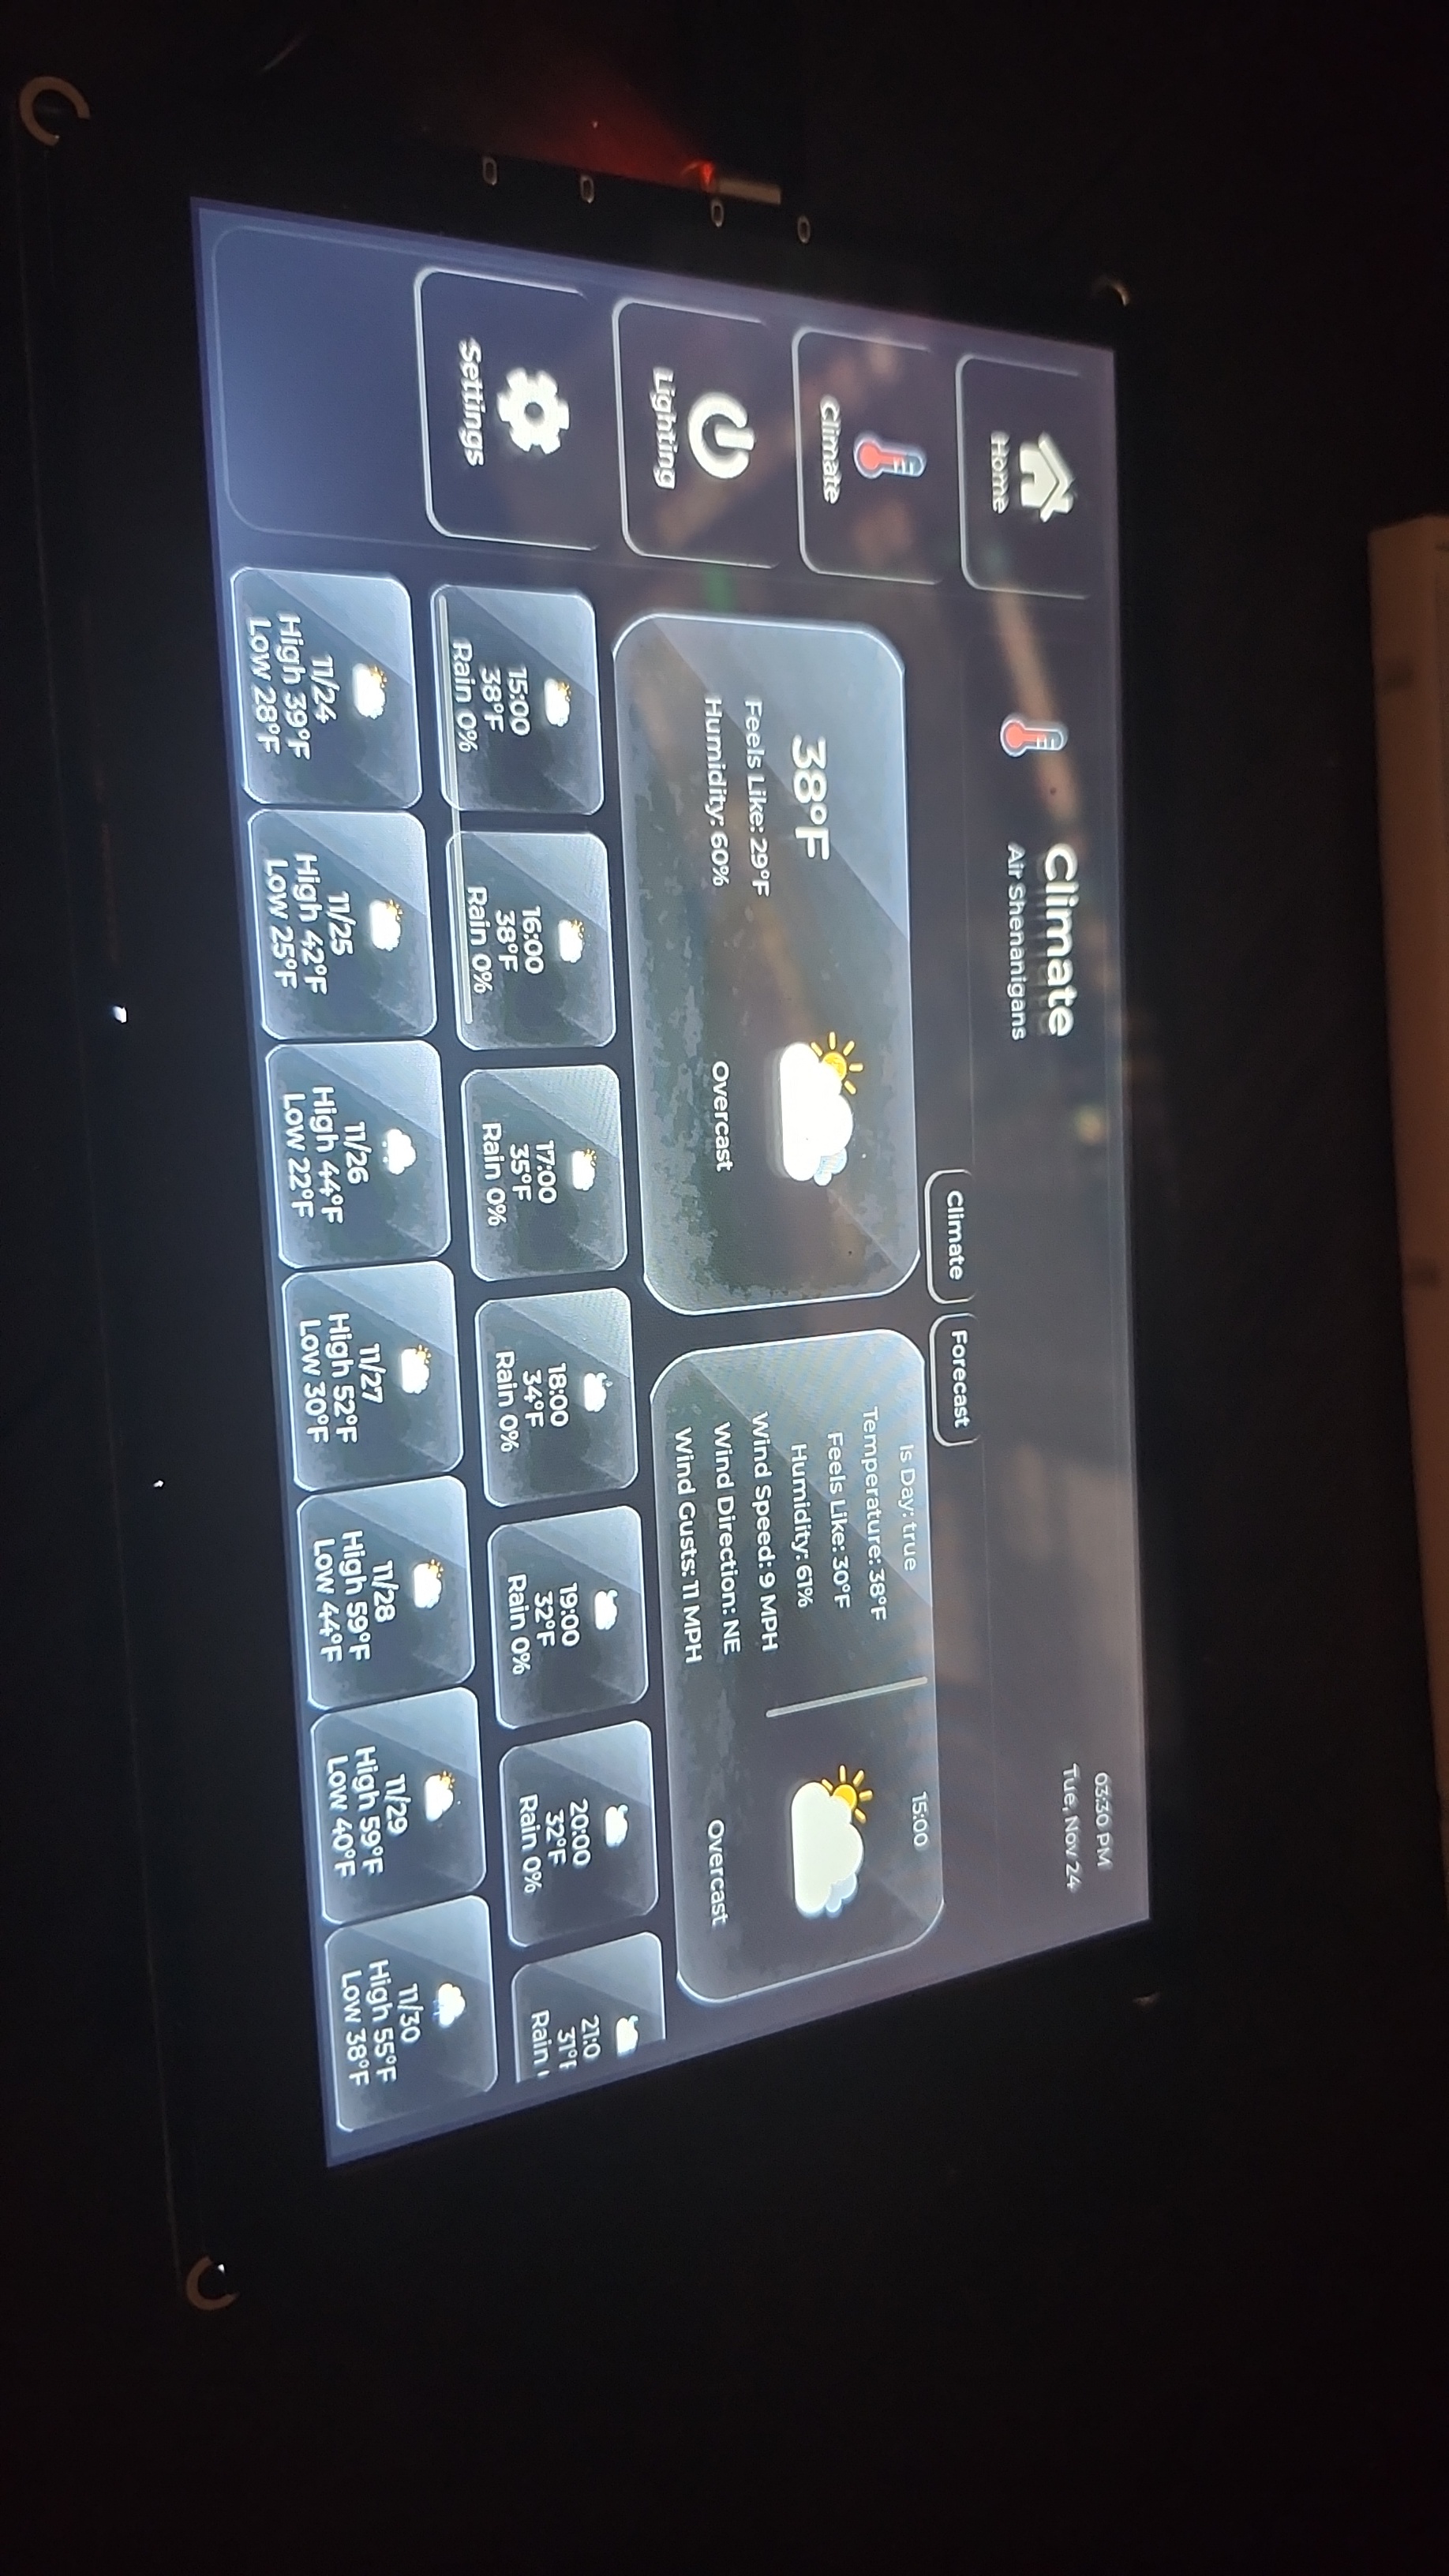 Home
Climate
Lighting
Settings
Climate
Air Shenanigans
03:30 PM
Tue, Nov 24
Climate
Forecast
38°F
Feels Like: 29°F
Humidity: 60%
Overcast
Is Day: true
Temperature: 38°F
Feels Like: 30°F
Humidity: 61%
Wind Speed: 9 MPH
Wind Direction: NE
Wind Gusts: 11 MPH
15:00
Overcast
15:00
38°F
Rain 0%
16:00
38°F
Rain 0%
17:00
35°F
Rain 0%
18:00
34°F
Rain 0%
19:00
32°F
Rain 0%
20:00
32°F
Rain 0%
21:0
31°F
Rain
11/24
High 39°F
Low 28°F
11/25
High 42°F
Low 25°F
11/26
High 44°F
Low 22°F
11/27
High 52°F
Low 30°F
11/28
High 59°F
Low 44°F
11/29
High 59°F
Low 40°F
11/30
High 55°F
Low 38°F